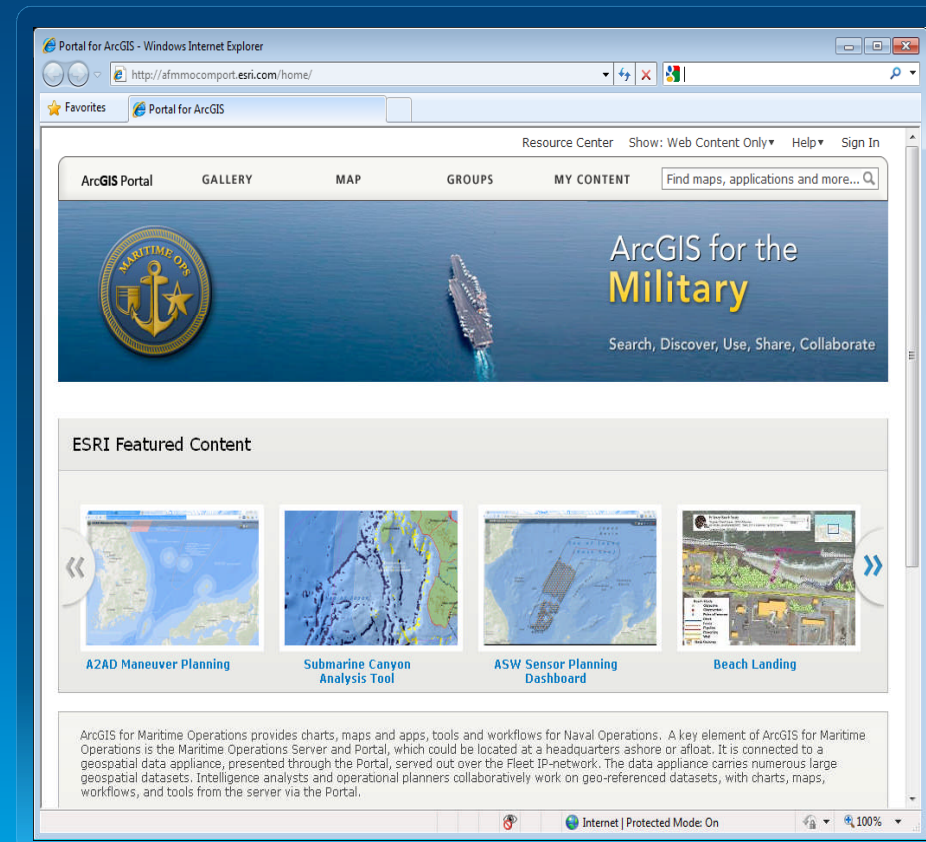 Portal for ArcGIS - Windows Internet Explorer
http://afmmocomport.esri.com/home/
Favorites
Portal for ArcGIS
Resource Center Show: Web Content Only▾ Help▾ Sign In
ArcGIS Portal GALLERY MAP GROUPS MY CONTENT Find maps, applications and more...
MARITIME OPS
ArcGIS for the
Military
Search, Discover, Use, Share, Collaborate
ESRI Featured Content
A2AD Maneuver Planning
Submarine Canyon
Analysis Tool
ASW Sensor Planning
Dashboard
Beach Landing
ArcGIS for Maritime Operations provides charts, maps and apps, tools and workflows for Naval Operations. A key element of ArcGIS for Maritime
Operations is the Maritime Operations Server and Portal, which could be located at a headquarters ashore or afloat. It is connected to a
geospatial data appliance, presented through the Portal, served out over the Fleet IP-network. The data appliance carries numerous large
geospatial datasets. Intelligence analysts and operational planners collaboratively work on geo-referenced datasets, with charts, maps,
workflows, and tools from the server via the Portal.
Internet | Protected Mode: On 100%